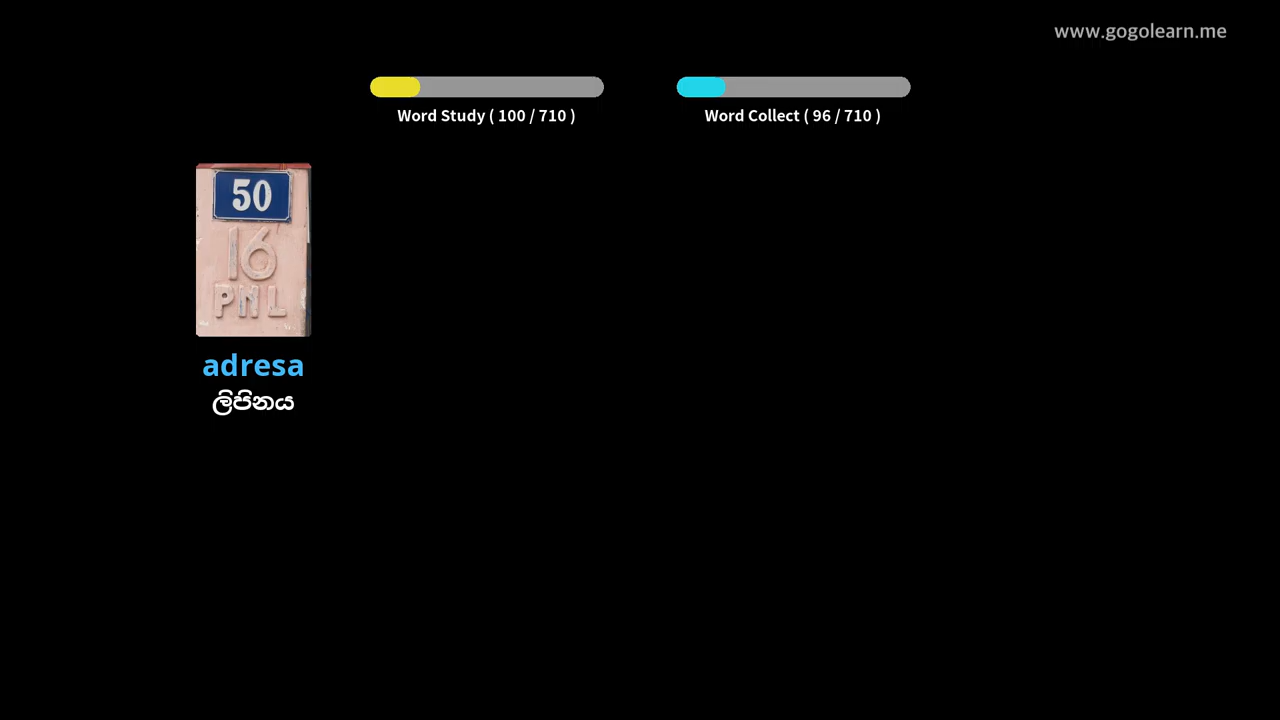 www.gogolearn.me
Word Study ( 100 / 710 )
Word Collect ( 96 / 710 )
50
16
PNL
adresa
ලිපිනය